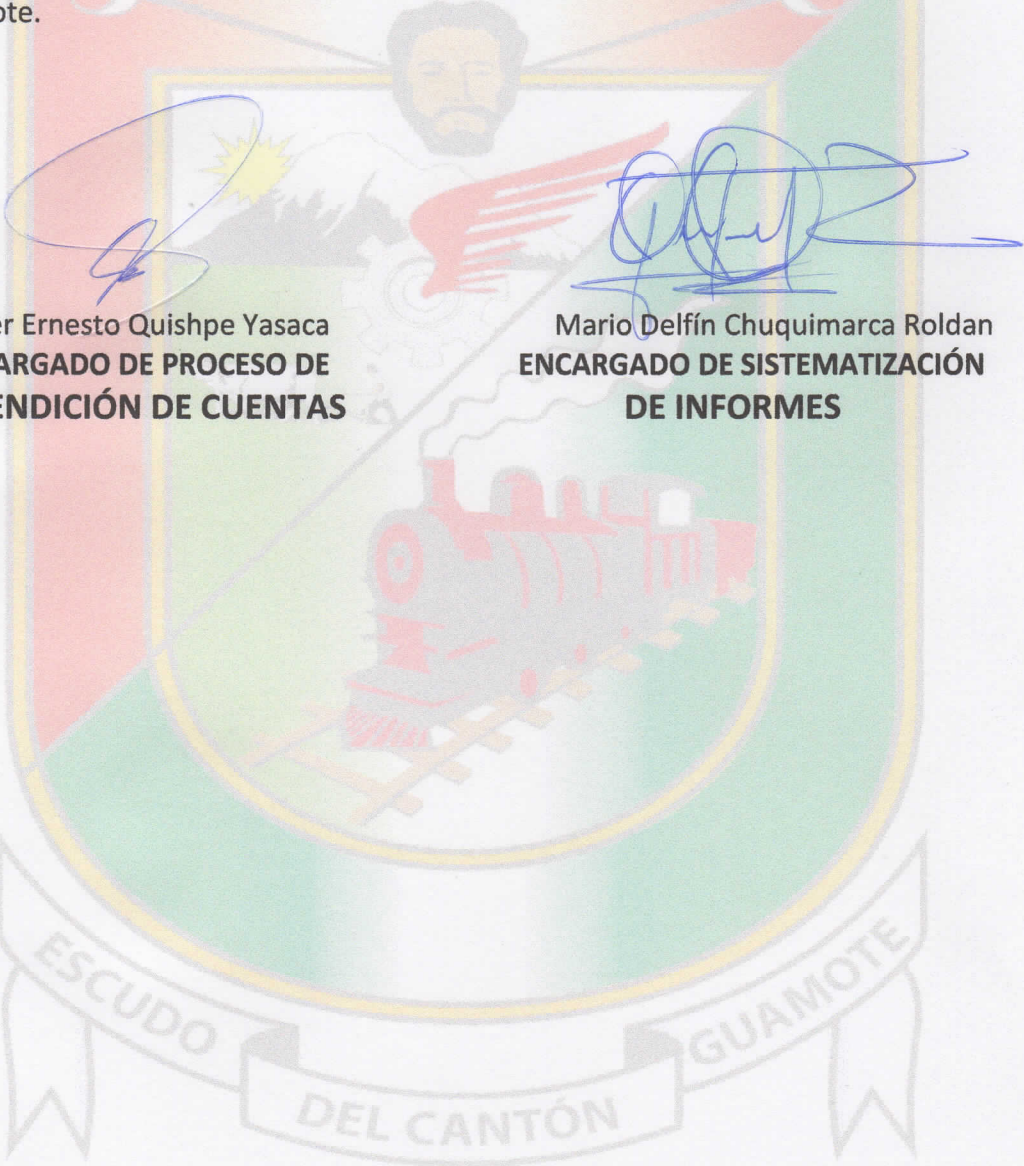 ote.
er Ernesto Quishpe Yasaca
ARGADO DE PROCESO DE
ENDICIÓN DE CUENTAS
Mario Delfín Chuquimarca Roldan
ENCARGADO DE SISTEMATIZACIÓN
DE INFORMES
ESCUDO
DEL CANTÓN
GUAMOTE